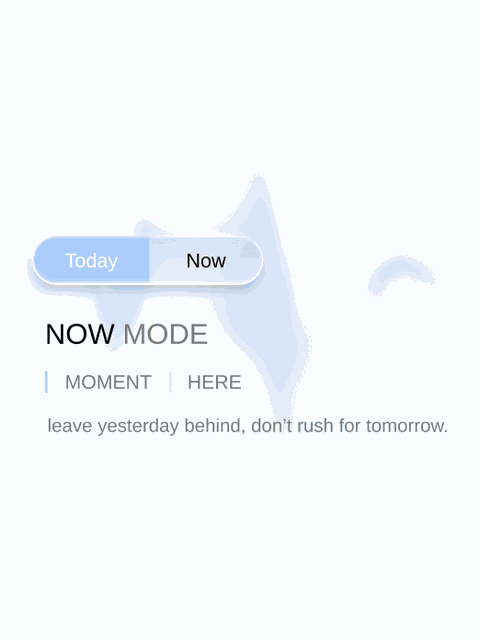 Today Now
NOW MODE
MOMENT HERE
leave yesterday behind, don’t rush for tomorrow.